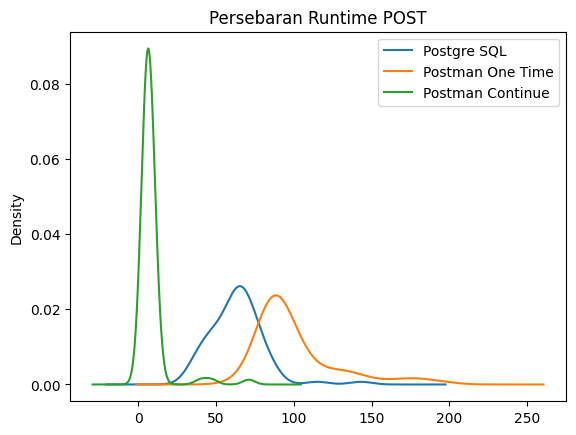 Persebaran Runtime POST
Postgre SQL
Postman One Time
Postman Continue
Density
0.08
0.06
0.04
0.02
0.00
0
50
100
150
200
250